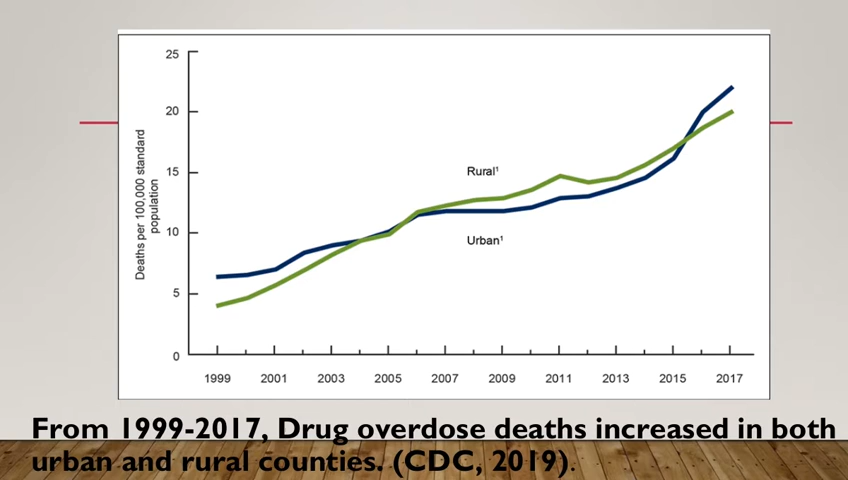 25
20
15
10
5
0
Deaths per 100,000 standard
population
Rural¹
Urban¹
1999 2001 2003 2005 2007 2009 2011 2013 2015 2017
From 1999-2017, Drug overdose deaths increased in both
urban and rural counties. (CDC, 2019).